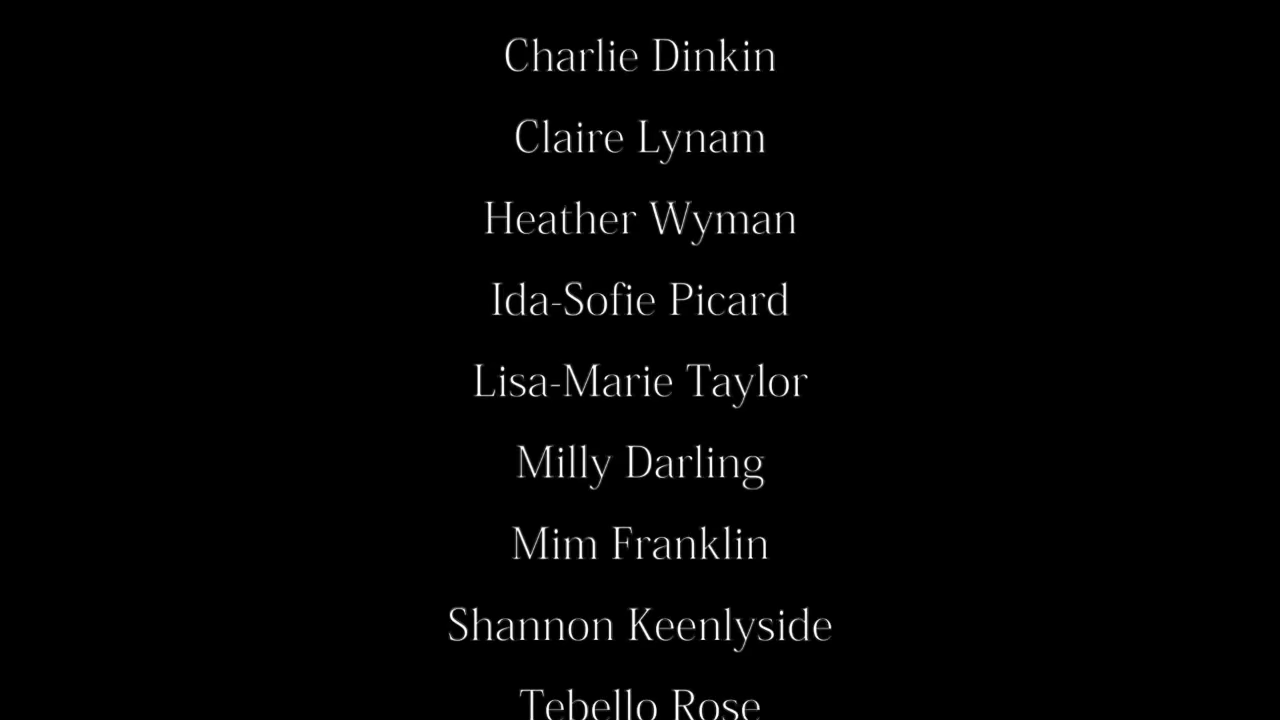 Charlie Dinkin
Claire Lynam
Heather Wyman
Ida-Sofie Picard
Lisa-Marie Taylor
Milly Darling
Mim Franklin
Shannon Keenlyside
Tebello Rose